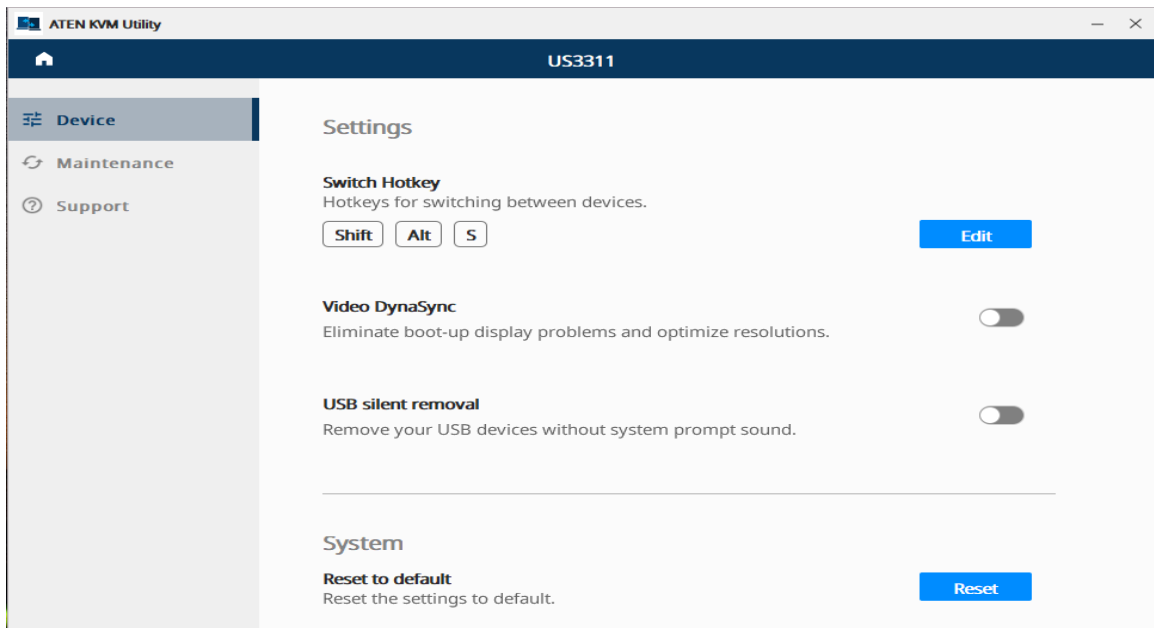 ATEN KVM Utility
US3311
Device
Maintenance
Support
Settings
Switch Hotkey
Hotkeys for switching between devices.
Shift Alt S
Edit
Video DynaSync
Eliminate boot-up display problems and optimize resolutions.
USB silent removal
Remove your USB devices without system prompt sound.
System
Reset to default
Reset the settings to default.
Reset